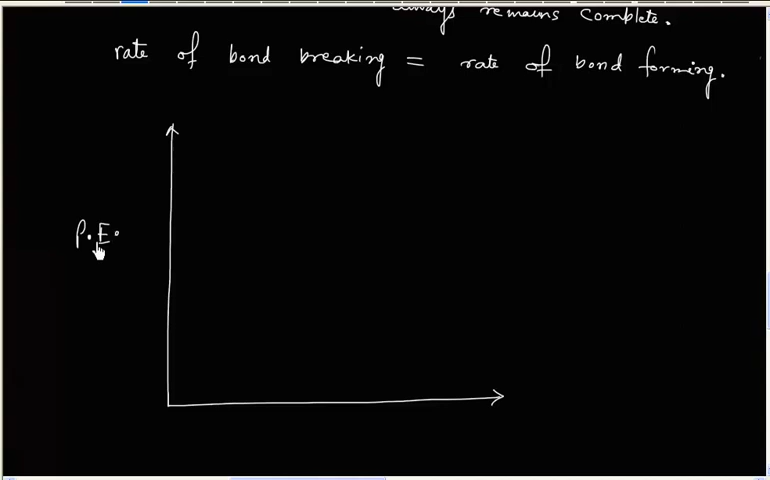 always remains complete.
rate of bond breaking = rate of bond forming.
P.E.